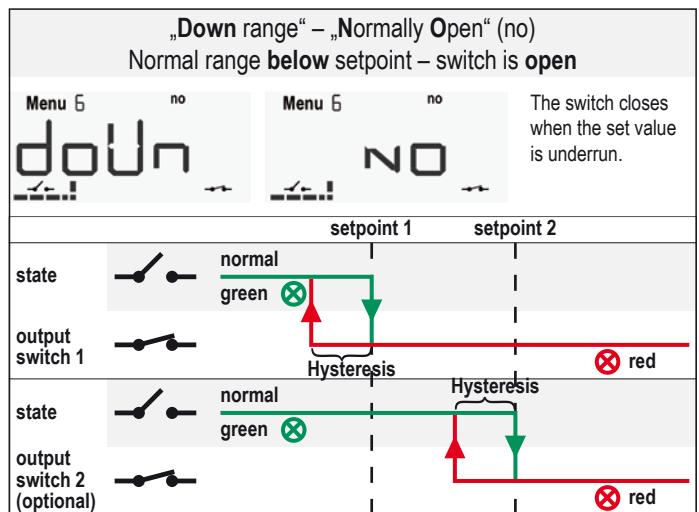 „Down range“ – „Normally Open“ (no)
Normal range below setpoint – switch is open
Menu 6 no
doUn
Menu 6 no
NO
The switch closes
when the set value
is underrun.
setpoint 1 setpoint 2
state
normal
green
output
switch 1
Hysteresis
red
state
normal
green
Hysteresis
output
switch 2
(optional)
red